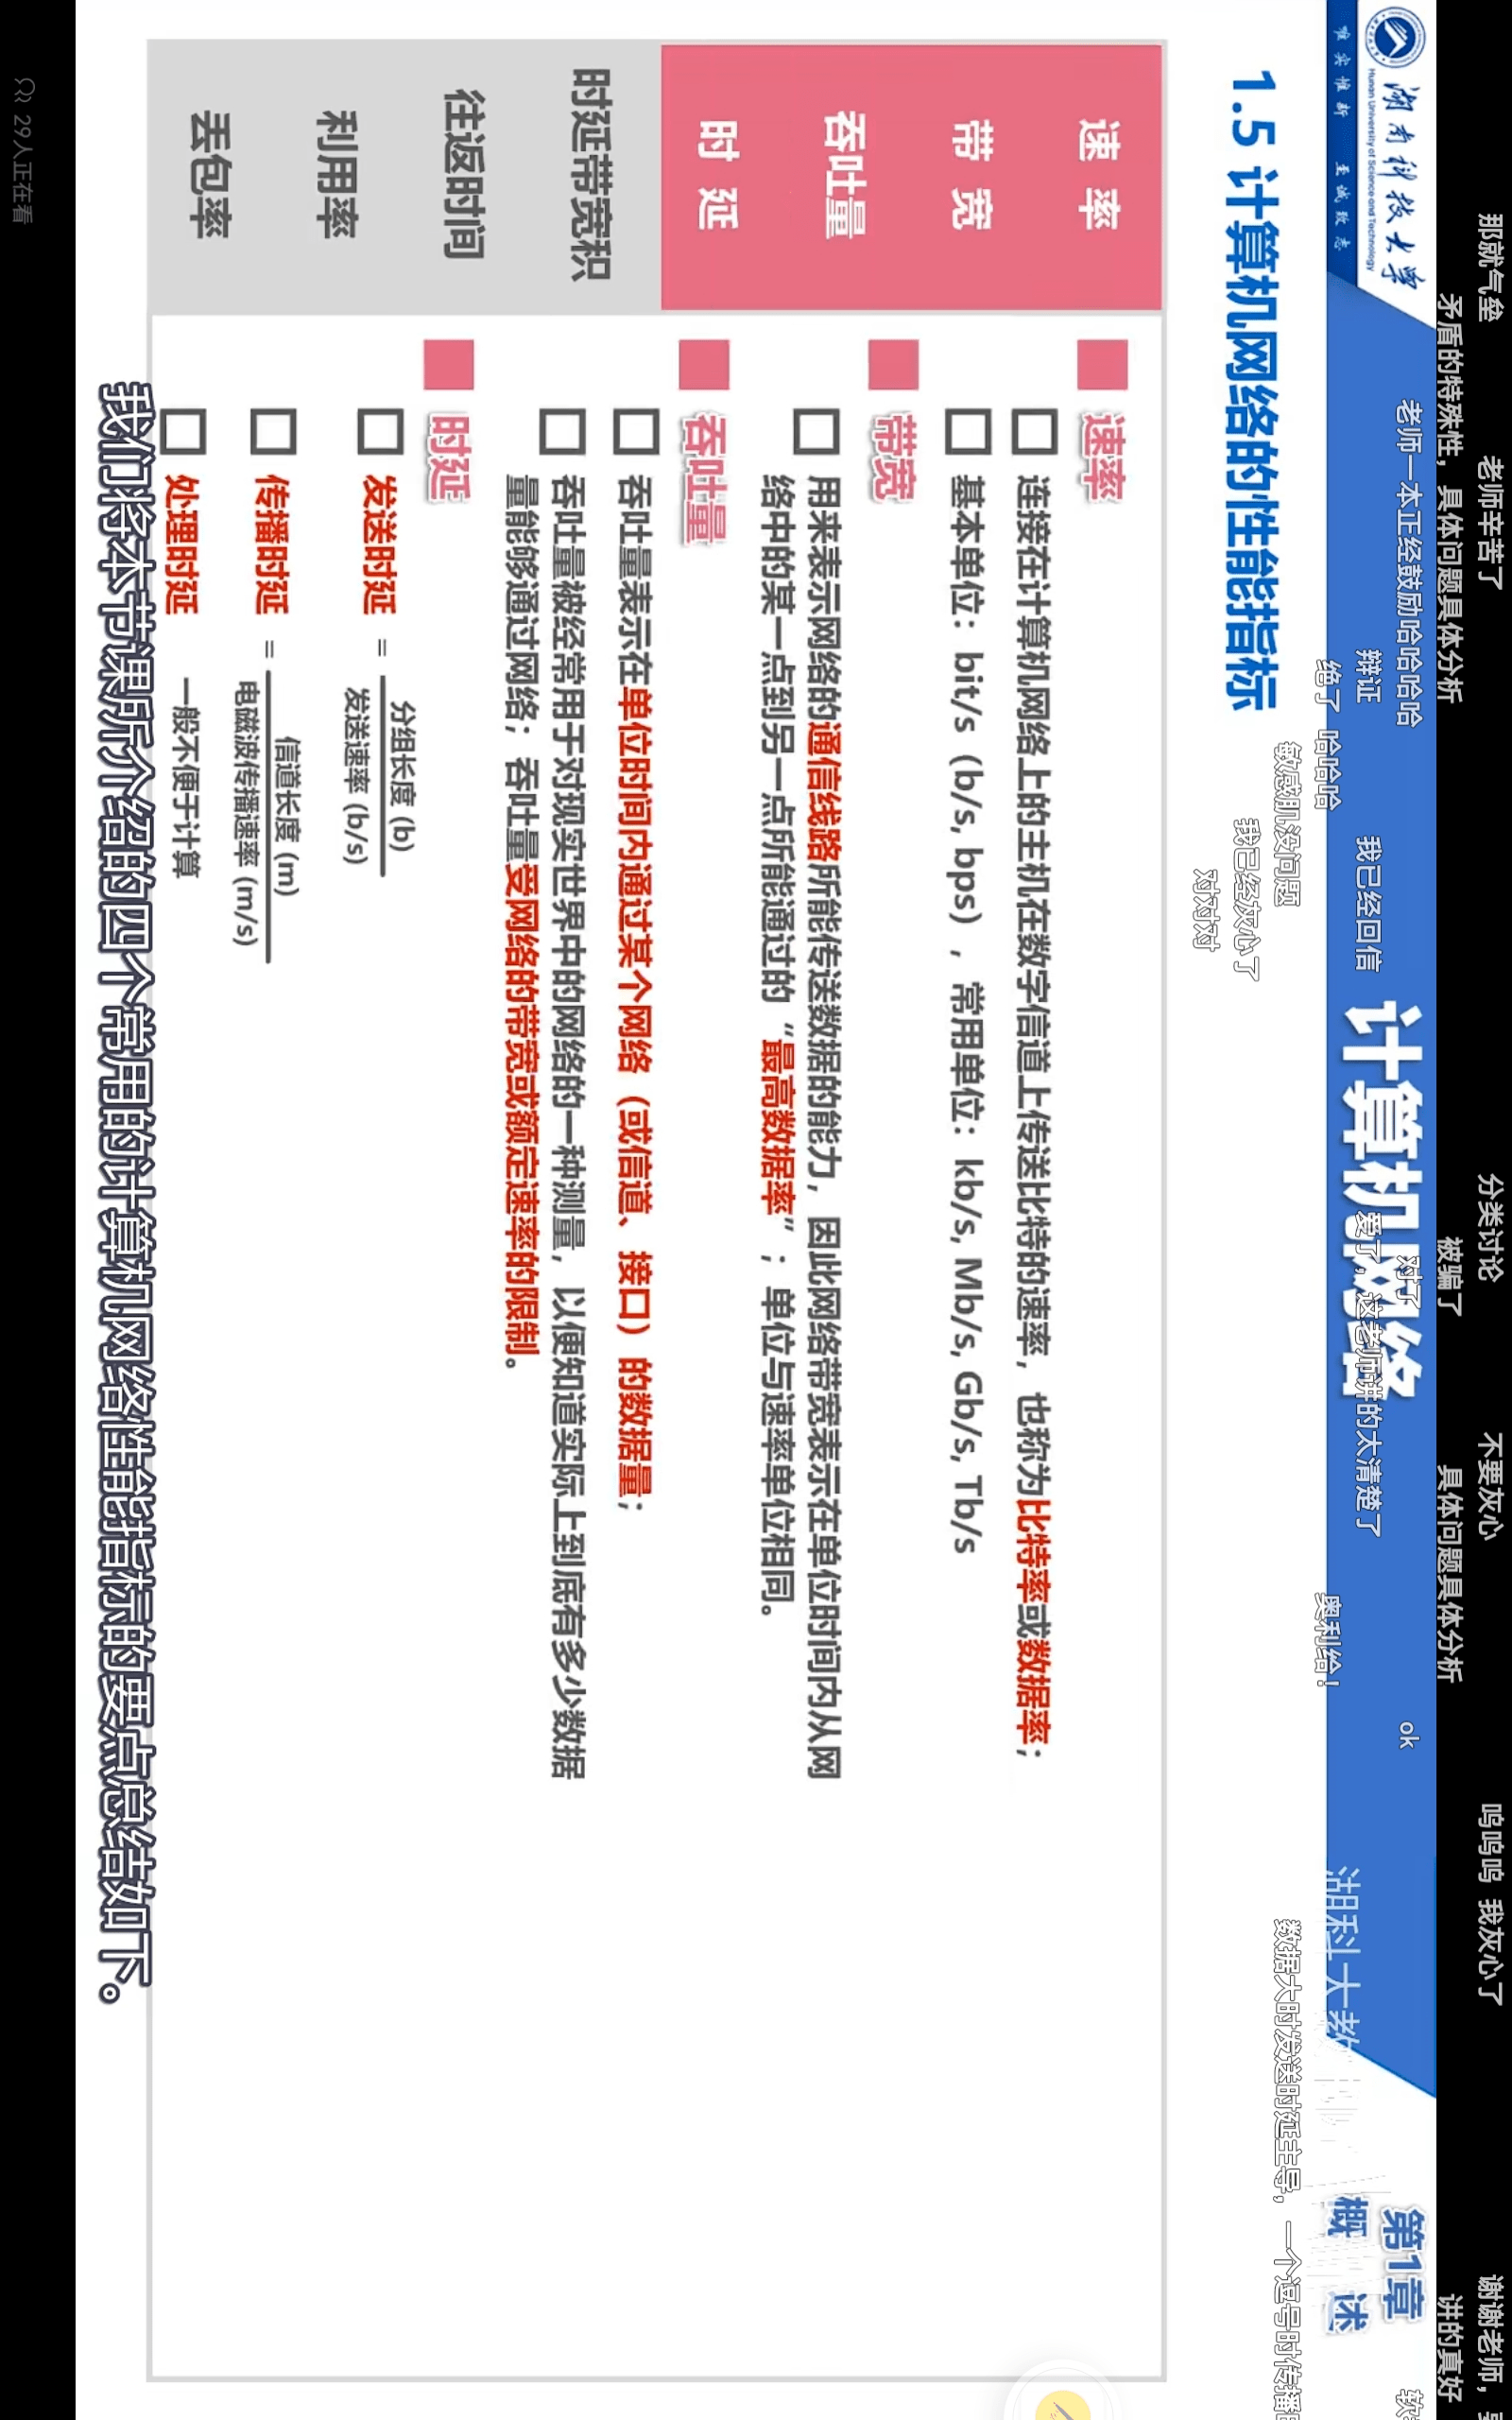 那就气垒 老师辛苦了 分类讨论 不要灰心 呜呜呜 我灰心了 谢谢老师，
矛盾的特殊性，具体问题具体分析 被骗了 具体问题具体分析 讲的真好
老师一本正经鼓励哈哈哈哈 对了 ok
辩证 我已经回信 爱了，这老师讲的太清楚了
绝了 哈哈哈 奥利给！
敏感肌没问题 数据大时发送时延主导，一个逗号时传播
我已经灰心了
对对对
湖南科技大学
Hunan University of Science and Technology
唯实惟新 至诚致志
计算机网络
湖科大教
第1章
概 述
1.5 计算机网络的性能指标
速 率
带 宽
吞吐量
时 延
时延带宽积
往返时间
利用率
丢包率
速率
连接在计算机网络上的主机在数字信道上传送比特的速率，也称为比特率或数据率；
基本单位：bit/s（b/s, bps），常用单位：kb/s, Mb/s, Gb/s, Tb/s
带宽
用来表示网络的通信线路所能传送数据的能力，因此网络带宽表示在单位时间内从网
络中的某一点到另一点所能通过的“最高数据率”；单位与速率单位相同。
吞吐量
吞吐量表示在单位时间内通过某个网络（或信道、接口）的数据量；
吞吐量被经常用于对现实世界中的网络的一种测量，以便知道实际上到底有多少数据
量能够通过网络；吞吐量受网络的带宽或额定速率的限制。
时延
发送时延 = 分组长度 (b)
发送速率 (b/s)
传播时延 = 信道长度 (m)
电磁波传播速率 (m/s)
处理时延 一般不便于计算
我们将本节课所介绍的四个常用的计算机网络性能指标的要点总结如下。
29人正在看